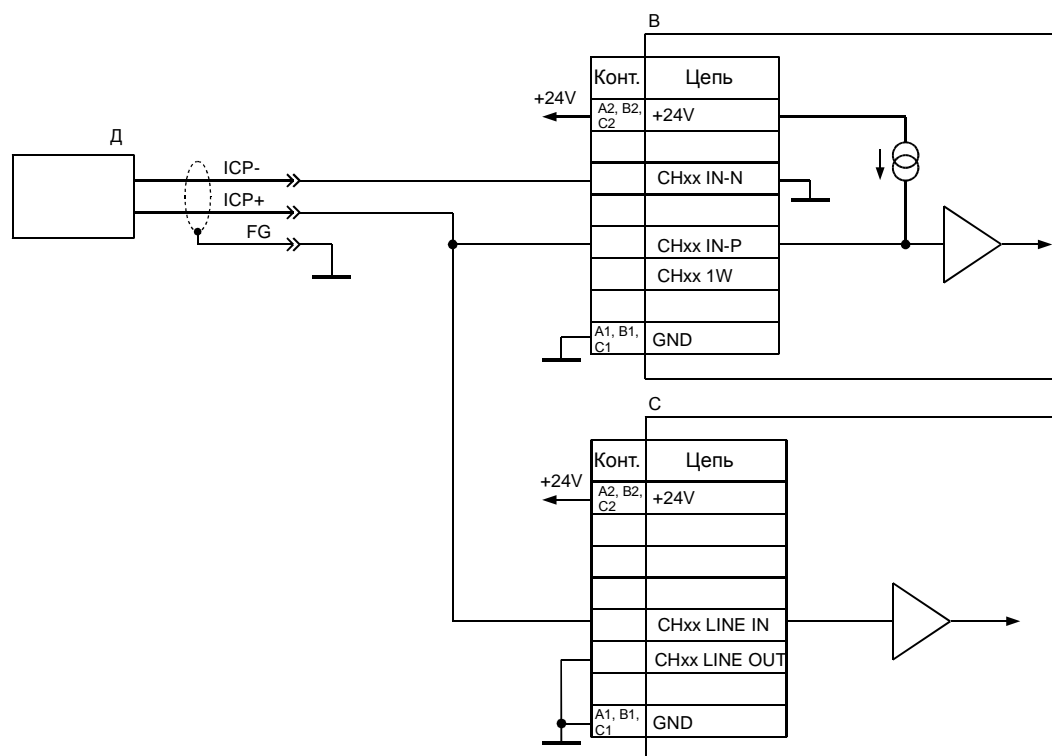 В
Конт. Цепь
+24V
A2, B2,
C2
+24V
Д
ICP-
CHxx IN-N
ICP+
FG
CHxx IN-P
CHxx 1W
A1, B1,
C1
GND
С
Конт. Цепь
+24V
A2, B2,
C2
+24V
CHxx LINE IN
CHxx LINE OUT
A1, B1,
C1
GND